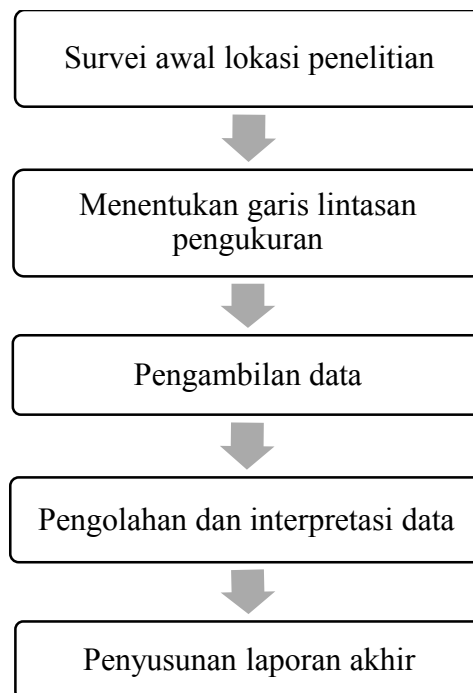 Survei awal lokasi penelitian
Menentukan garis lintasan
pengukuran
Pengambilan data
Pengolahan dan interpretasi data
Penyusunan laporan akhir